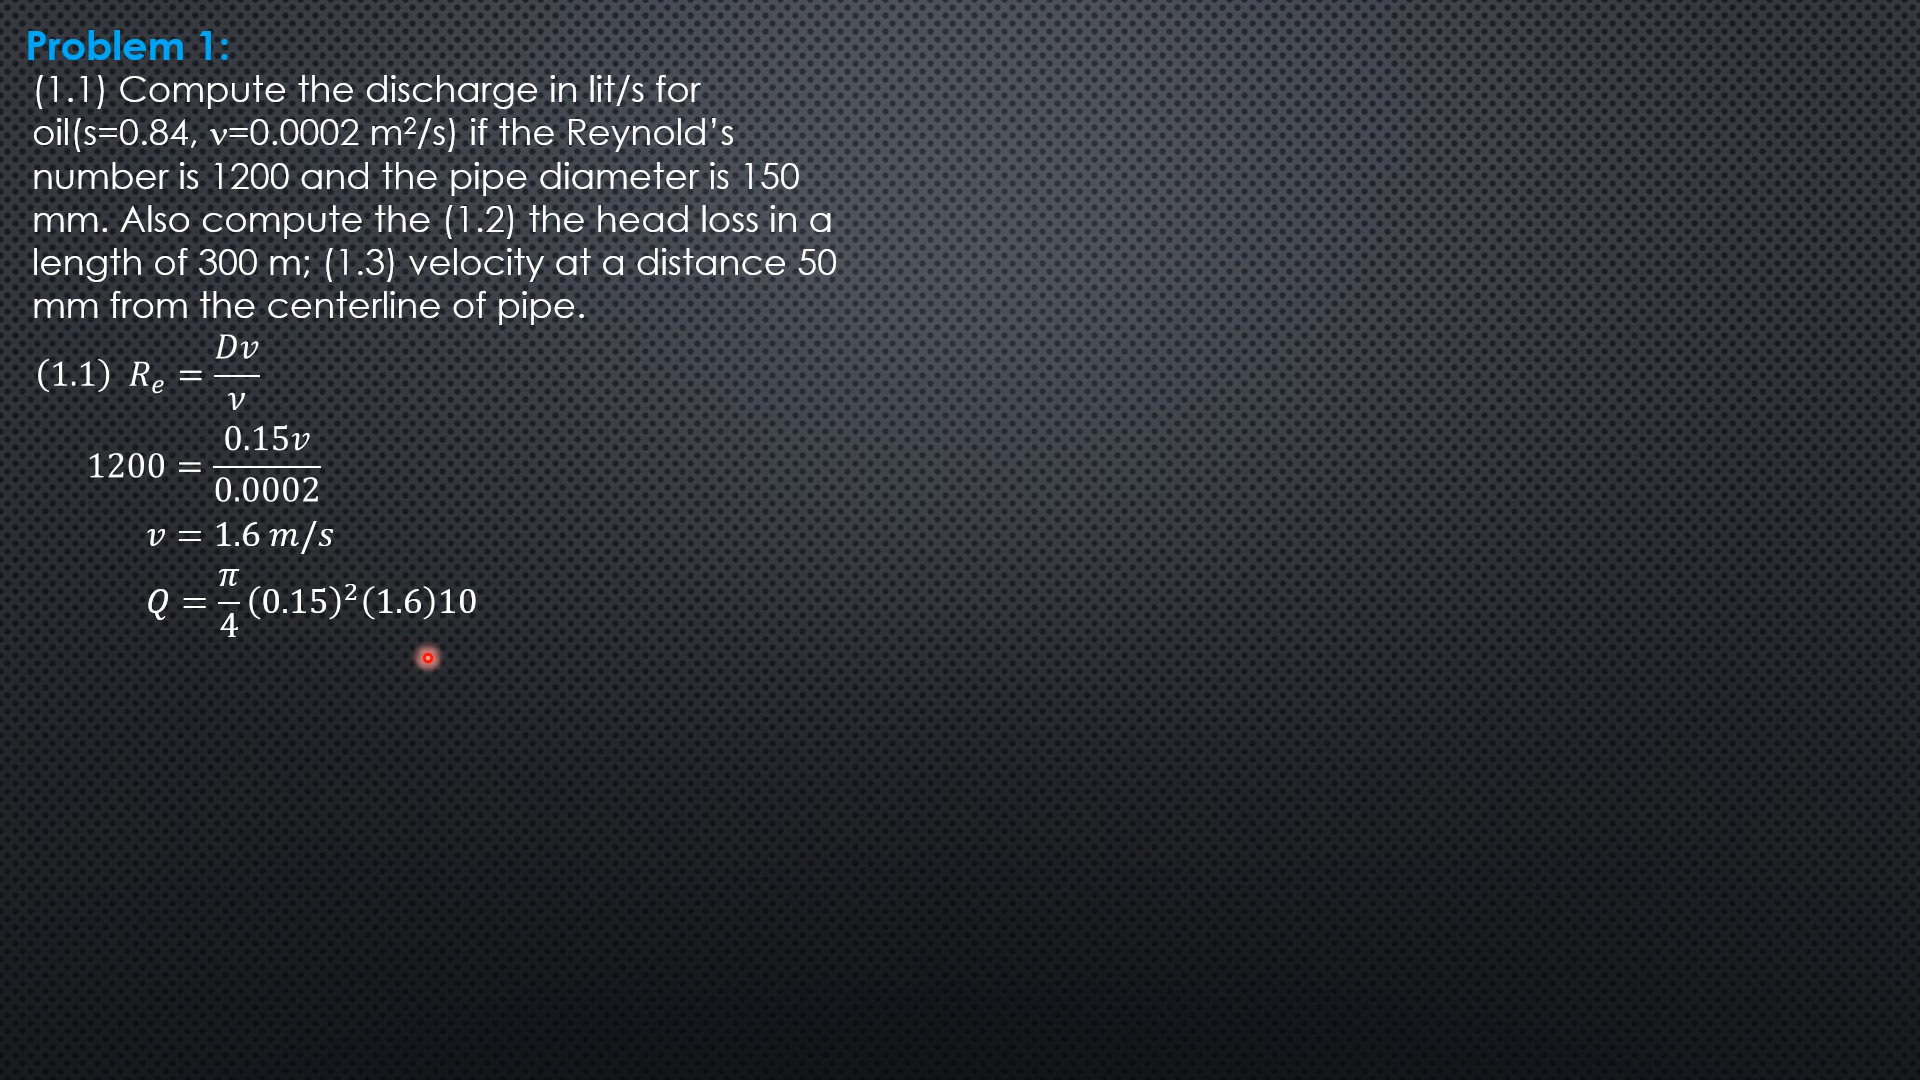 Problem 1:
(1.1) Compute the discharge in lit/s for
oil(s=0.84, ν=0.0002 m²/s) if the Reynold’s
number is 1200 and the pipe diameter is 150
mm. Also compute the (1.2) the head loss in a
length of 300 m; (1.3) velocity at a distance 50
mm from the centerline of pipe.
(1.1) Rₑ = Dv/ν
1200 = 0.15v/0.0002
v = 1.6 m/s
Q = π/4 (0.15)²(1.6)10